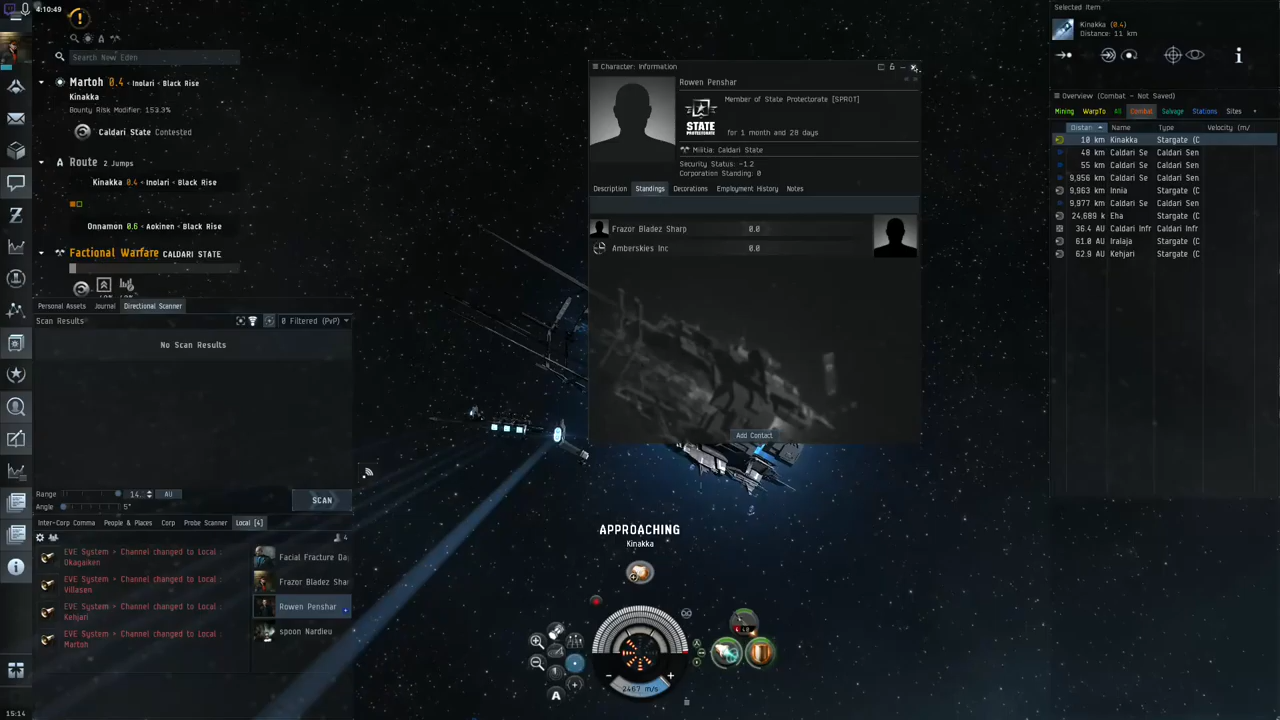 4:10:49
Search New Eden
Martoh 0.4 < Inolari < Black Rise
Kinakka
Bounty Risk Modifier: 153.3%
Caldari State Contested
Route 2 Jumps
Kinakka 0.4 < Inolari < Black Rise
Onnamon 0.6 < Aokinen < Black Rise
Factional Warfare CALDARI STATE
Personal Assets Journal Directional Scanner
Scan Results 0 Filtered (PvP)
No Scan Results
Range 14. AU
Angle 5°
SCAN
Inter-Corp Comma People & Places Corp Probe Scanner Local [4]
4
EVE System > Channel changed to Local :
Okagaiken
EVE System > Channel changed to Local :
Villasen
EVE System > Channel changed to Local :
Kehjari
EVE System > Channel changed to Local :
Martoh
Facial Fracture Da
Frazor Bladez Shar
Rowen Penshar
spoon Nardieu
15:14
Character: Information
Rowen Penshar
STATE
PROTECTORATE
Member of State Protectorate [SPROT]
for 1 month and 28 days
Militia: Caldari State
Security Status: -1.2
Corporation Standing: 0
Description Standings Decorations Employment History Notes
Frazor Bladez Sharp 0.0
Amberskies Inc 0.0
Add Contact
APPROACHING
Kinakka
2467 m/s
A
Selected Item
Kinakka (0.4)
Distance: 11 km
Overview (Combat - Not Saved)
Mining WarpTo All Combat Salvage Stations Sites +
Distan Name Type Velocity (m/
10 km Kinakka Stargate (C
48 km Caldari Se Caldari Sen
55 km Caldari Se Caldari Sen
9,956 km Caldari Se Caldari Sen
9,963 km Innia Stargate (C
9,977 km Caldari Se Caldari Sen
24,689 k Eha Stargate (C
36.4 AU Caldari Infr Caldari Infr
61.0 AU Iralaja Stargate (C
62.9 AU Kehjari Stargate (C